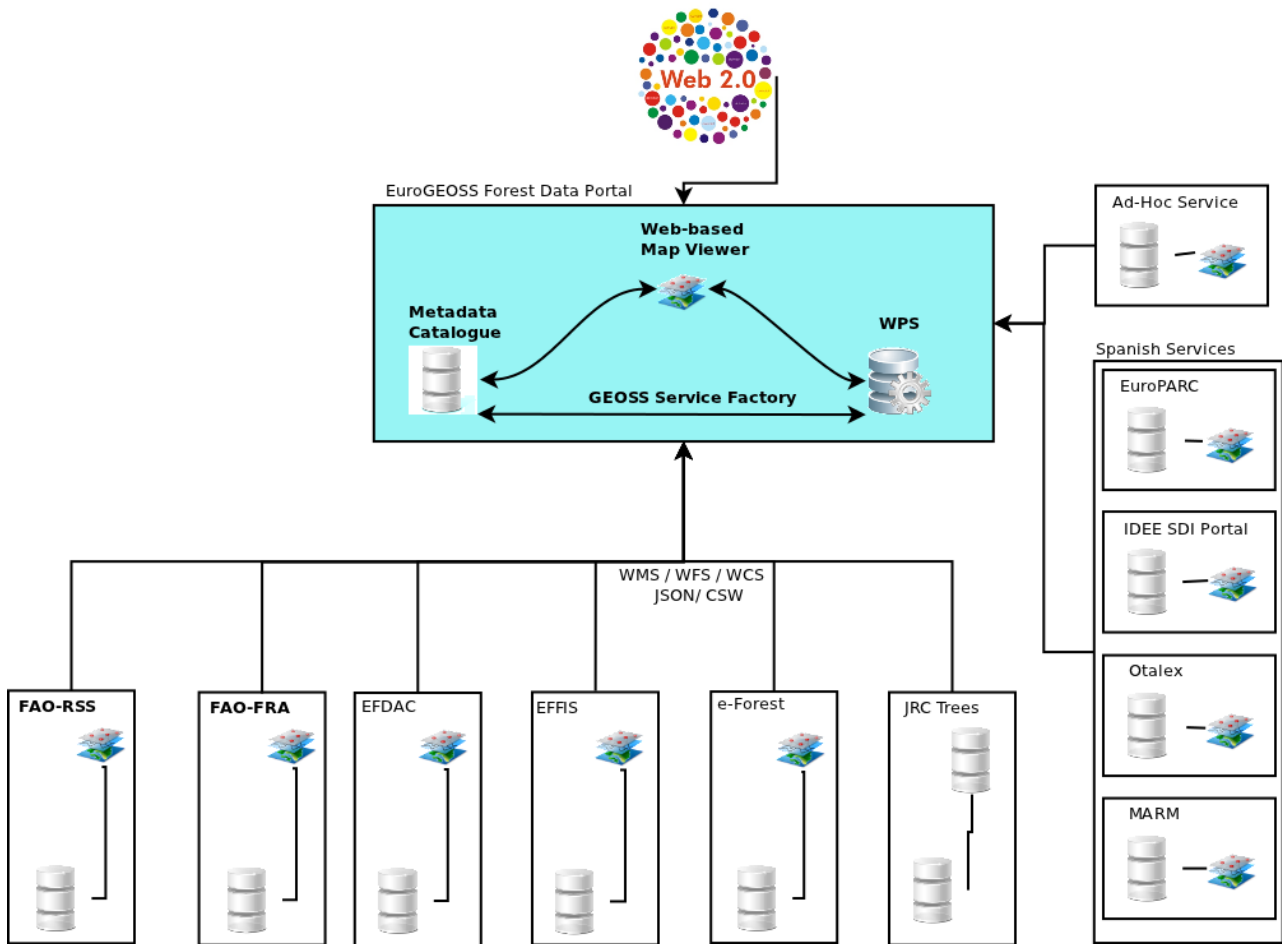 Web 2.0
EuroGEOSS Forest Data Portal
Web-based
Map Viewer
Metadata
Catalogue
WPS
GEOSS Service Factory
Ad-Hoc Service
Spanish Services
EuroPARC
IDEE SDI Portal
Otalex
MARM
WMS / WFS / WCS
JSON/ CSW
FAO-RSS
FAO-FRA
EFDAC
EFFIS
e-Forest
JRC Trees